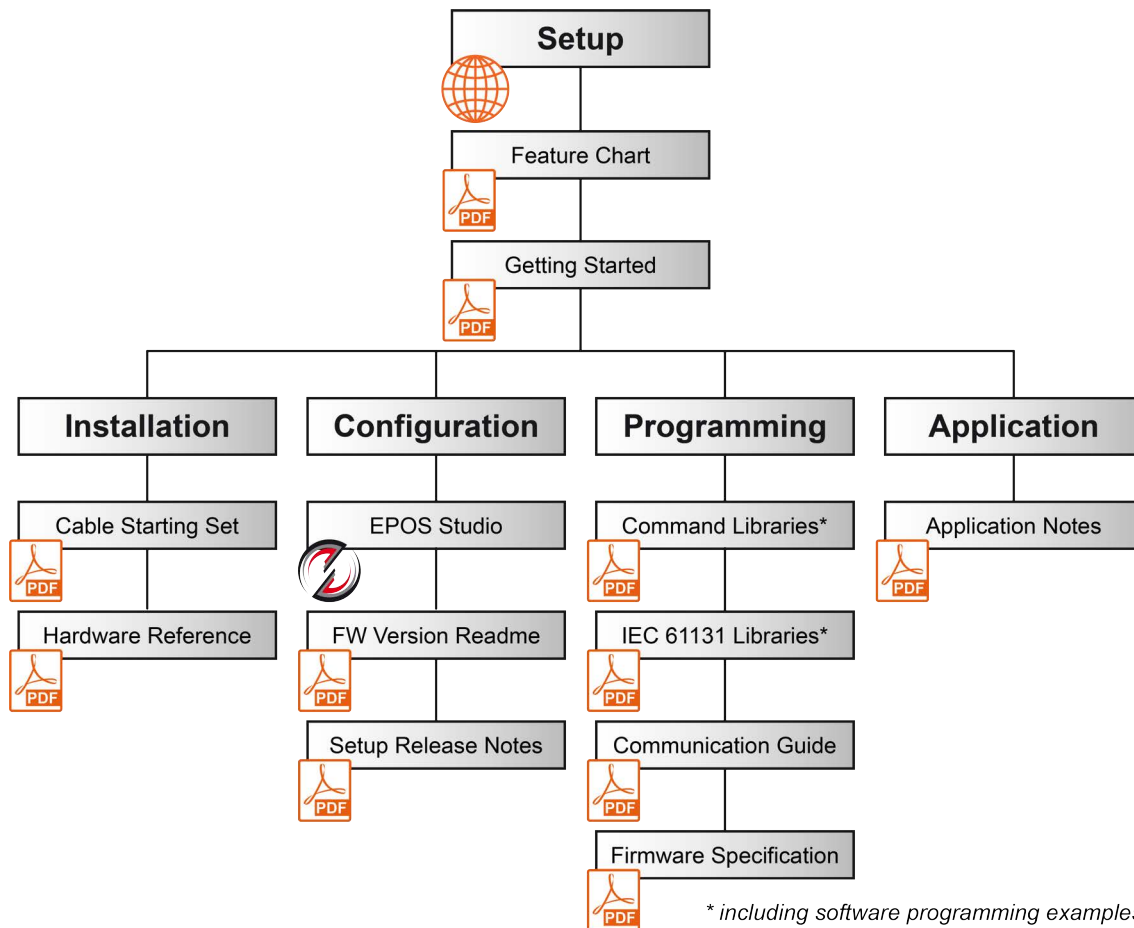 Setup
Feature Chart
PDF
Getting Started
PDF
Installation
Configuration
Programming
Application
Cable Starting Set
PDF
EPOS Studio
Command Libraries*
PDF
Application Notes
PDF
Hardware Reference
PDF
FW Version Readme
PDF
IEC 61131 Libraries*
PDF
Setup Release Notes
PDF
Communication Guide
PDF
Firmware Specification
PDF
* including software programming examples